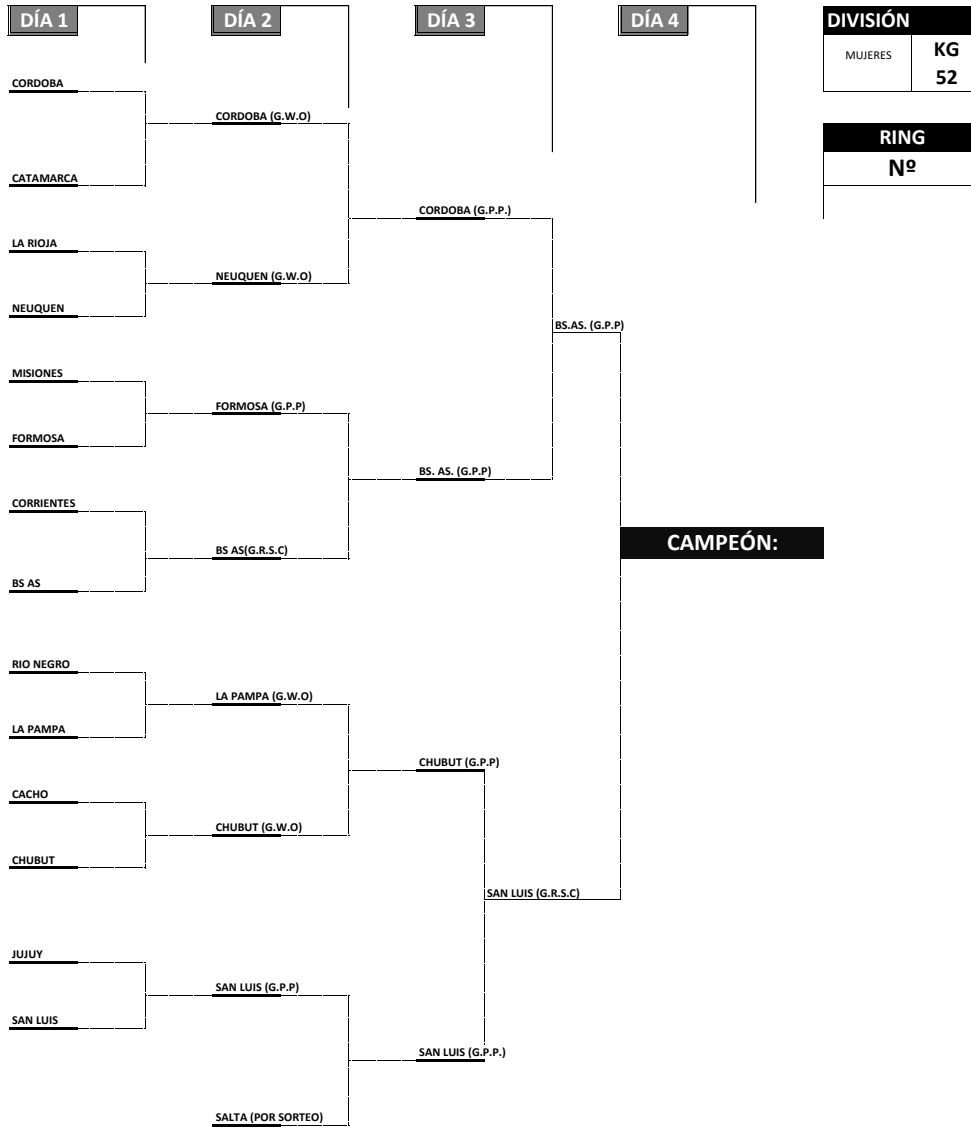 DÍA 1
DÍA 2
DÍA 3
DÍA 4
DIVISIÓN
MUJERES
KG
52
RING
Nº
CORDOBA
CATAMARCA
LA RIOJA
NEUQUEN
MISIONES
FORMOSA
CORRIENTES
BS AS
RIO NEGRO
LA PAMPA
CACHO
CHUBUT
JUJUY
SAN LUIS
CORDOBA (G.W.O)
NEUQUEN (G.W.O)
FORMOSA (G.P.P)
BS AS(G.R.S.C)
LA PAMPA (G.W.O)
CHUBUT (G.W.O)
SAN LUIS (G.P.P)
SALTA (POR SORTEO)
CORDOBA (G.P.P.)
BS. AS. (G.P.P)
CHUBUT (G.P.P)
SAN LUIS (G.P.P.)
BS.AS. (G.P.P)
SAN LUIS (G.R.S.C)
CAMPEÓN: